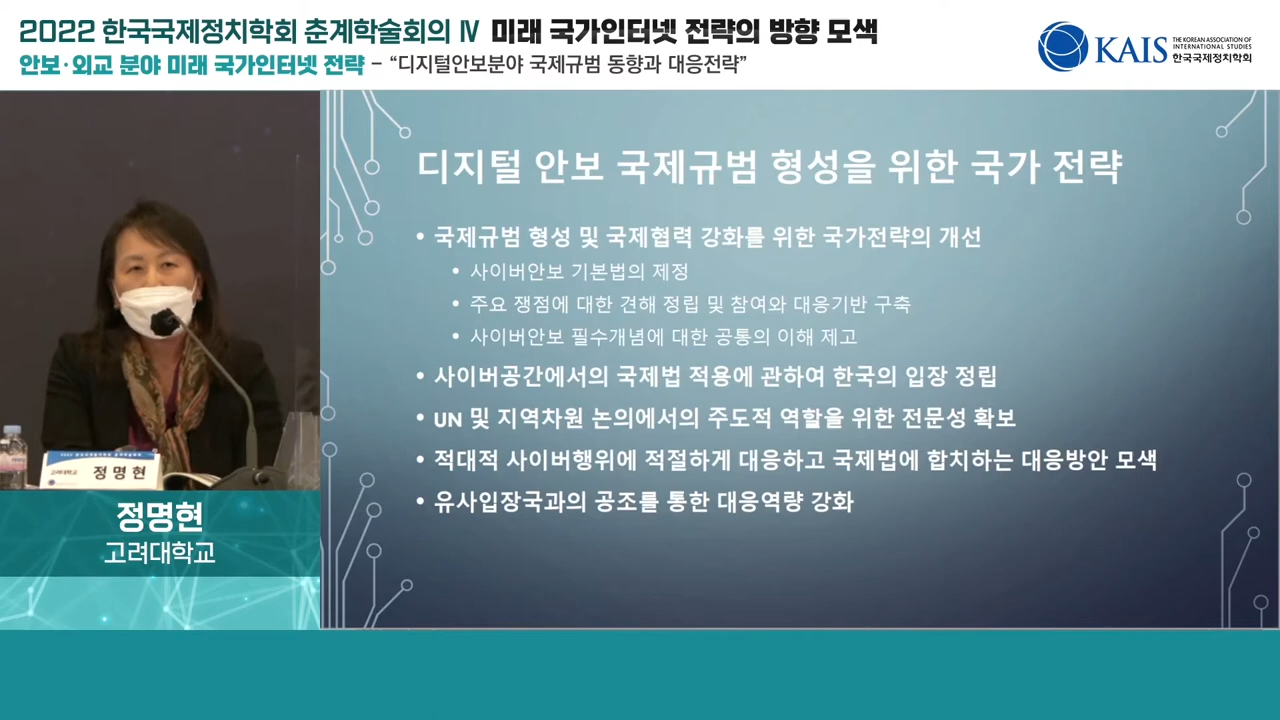 2022 한국국제정치학회 춘계학술회의 Ⅳ 미래 국가인터넷 전략의 방향 모색
안보·외교 분야 미래 국가인터넷 전략 – “디지털안보분야 국제규범 동향과 대응전략”
KAIS
THE KOREAN ASSOCIATION OF
INTERNATIONAL STUDIES
한국국제정치학회
디지털 안보 국제규범 형성을 위한 국가 전략
• 국제규범 형성 및 국제협력 강화를 위한 국가전략의 개선
• 사이버안보 기본법의 제정
• 주요 쟁점에 대한 견해 정립 및 참여와 대응기반 구축
• 사이버안보 필수개념에 대한 공통의 이해 제고
• 사이버공간에서의 국제법 적용에 관하여 한국의 입장 정립
• UN 및 지역차원 논의에서의 주도적 역할을 위한 전문성 확보
• 적대적 사이버행위에 적절하게 대응하고 국제법에 합치하는 대응방안 모색
• 유사입장국과의 공조를 통한 대응역량 강화
고려대학교
정명현
정명현
고려대학교